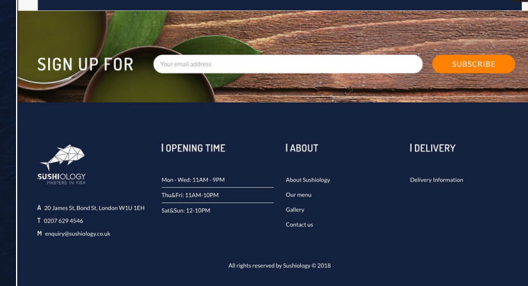 SIGN UP FOR
Your email address
SUBSCRIBE
SUSHIOLOGY
MASTERS IN FISH
A 20 James St, Bond St, London W1U 1EH
T 0207 629 4546
M enquiry@sushiology.co.uk
OPENING TIME
Mon - Wed: 11AM - 9PM
Thu&Fri: 11AM-10PM
Sat&Sun: 12-10PM
ABOUT
About Sushiology
Our menu
Gallery
Contact us
DELIVERY
Delivery Information
All rights reserved by Sushiology © 2018